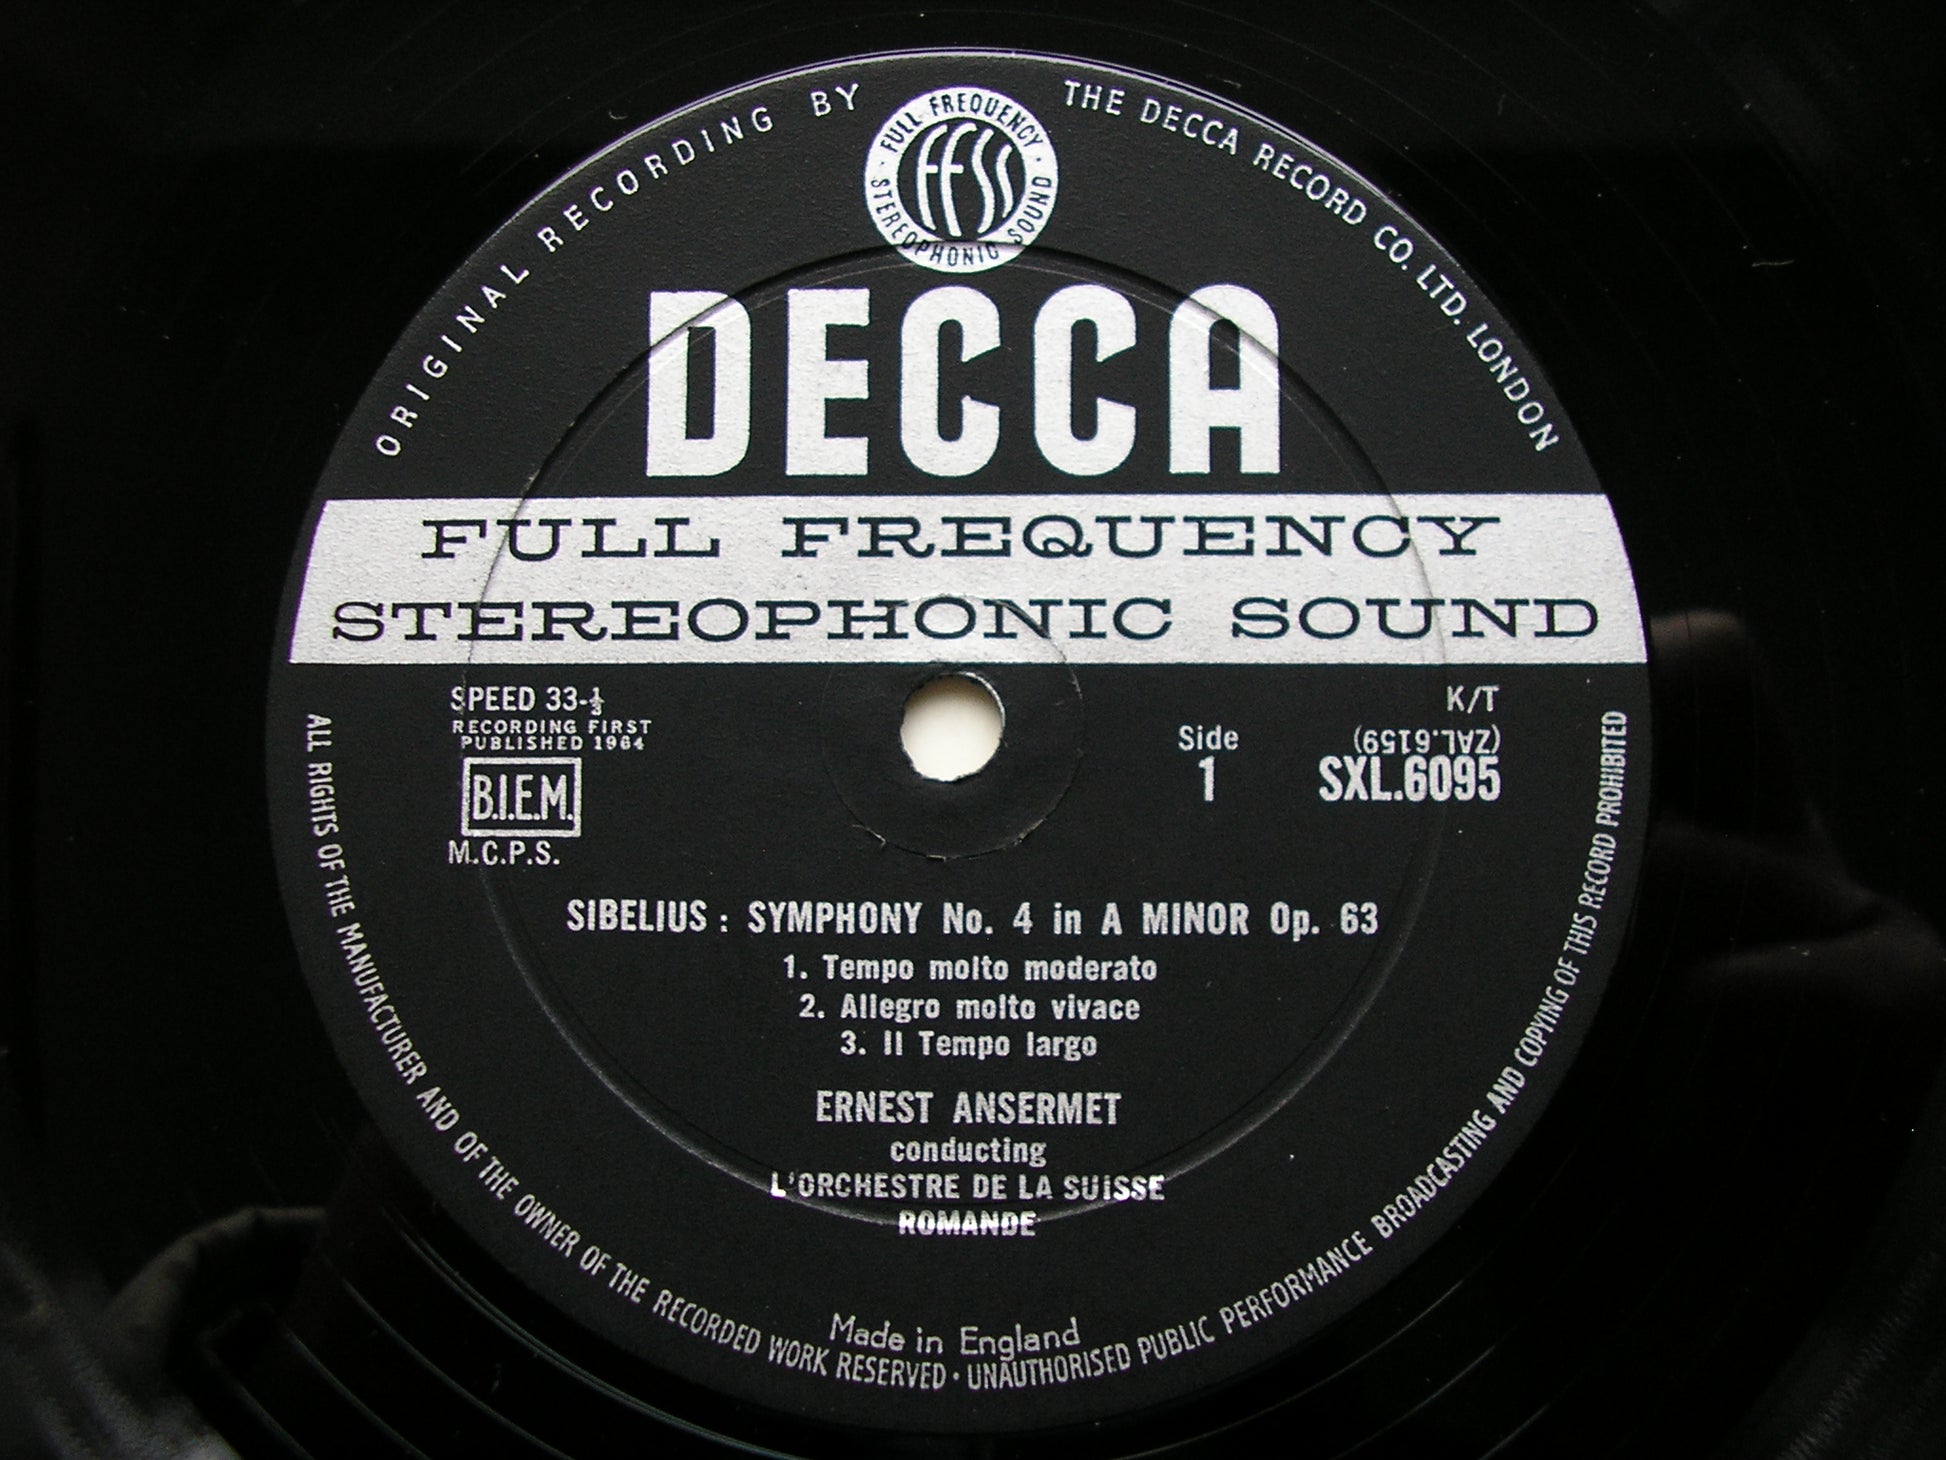 ORIGINAL RECORDING BY THE DECCA RECORD CO. LTD. LONDON
FULL FREQUENCY
STEREOPHONIC SOUND
FFSS
DECCA
FULL FREQUENCY
STEREOPHONIC SOUND
SPEED 33-⅓
RECORDING FIRST
PUBLISHED 1964
B.I.E.M.
M.C.P.S.
K/T
Side
1
(ZAL.6159)
SXL.6095
SIBELIUS : SYMPHONY No. 4 in A MINOR Op. 63
1. Tempo molto moderato
2. Allegro molto vivace
3. Il Tempo largo
ERNEST ANSERMET
conducting
L'ORCHESTRE DE LA SUISSE
ROMANDE
Made in England
ALL RIGHTS OF THE MANUFACTURER AND OF THE OWNER OF THE RECORDED WORK RESERVED · UNAUTHORISED PUBLIC PERFORMANCE BROADCASTING AND COPYING OF THIS RECORD PROHIBITED